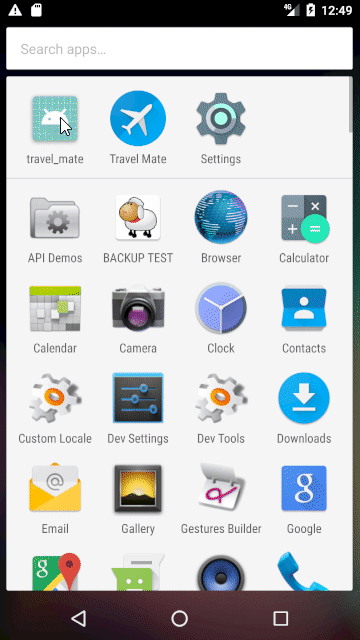 4G 12:49
Search apps…
travel_mate Travel Mate Settings
API Demos BACKUP TEST Browser Calculator
Calendar Camera Clock Contacts
Custom Locale Dev Settings Dev Tools Downloads
Email Gallery Gestures Builder Google